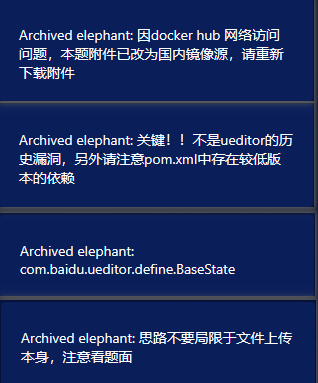 Archived elephant: 因docker hub 网络访问
问题，本题附件已改为国内镜像源，请重新
下载附件
Archived elephant: 关键！！不是ueditor的历
史漏洞，另外请注意pom.xml中存在较低版
本的依赖
Archived elephant:
com.baidu.ueditor.define.BaseState
Archived elephant: 思路不要局限于文件上传
本身，注意看题面